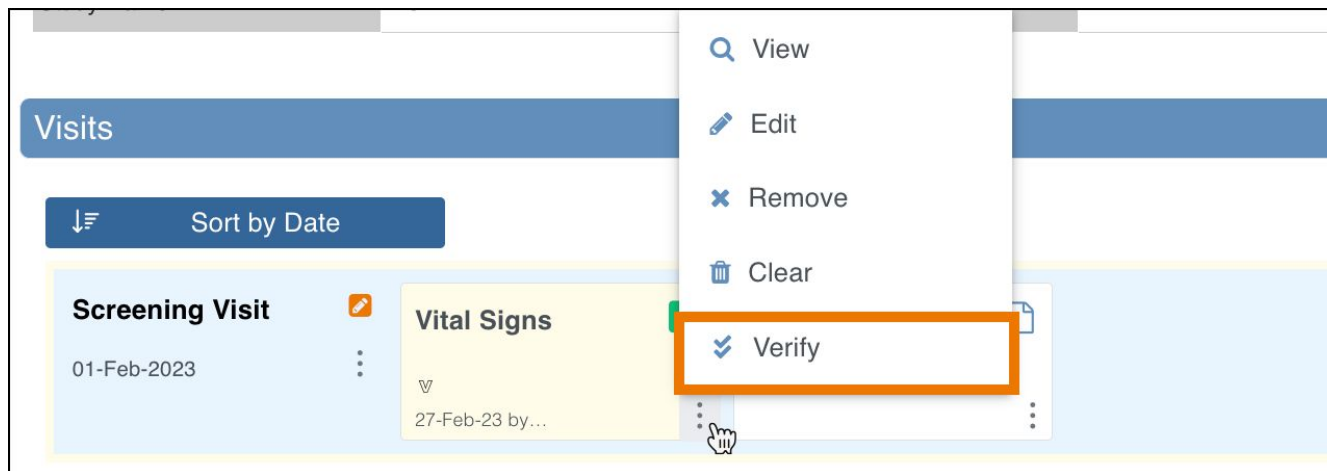 View
Visits
Edit
Sort by Date
Remove
Clear
Screening Visit
Vital Signs
Verify
01-Feb-2023
V
27-Feb-23 by...